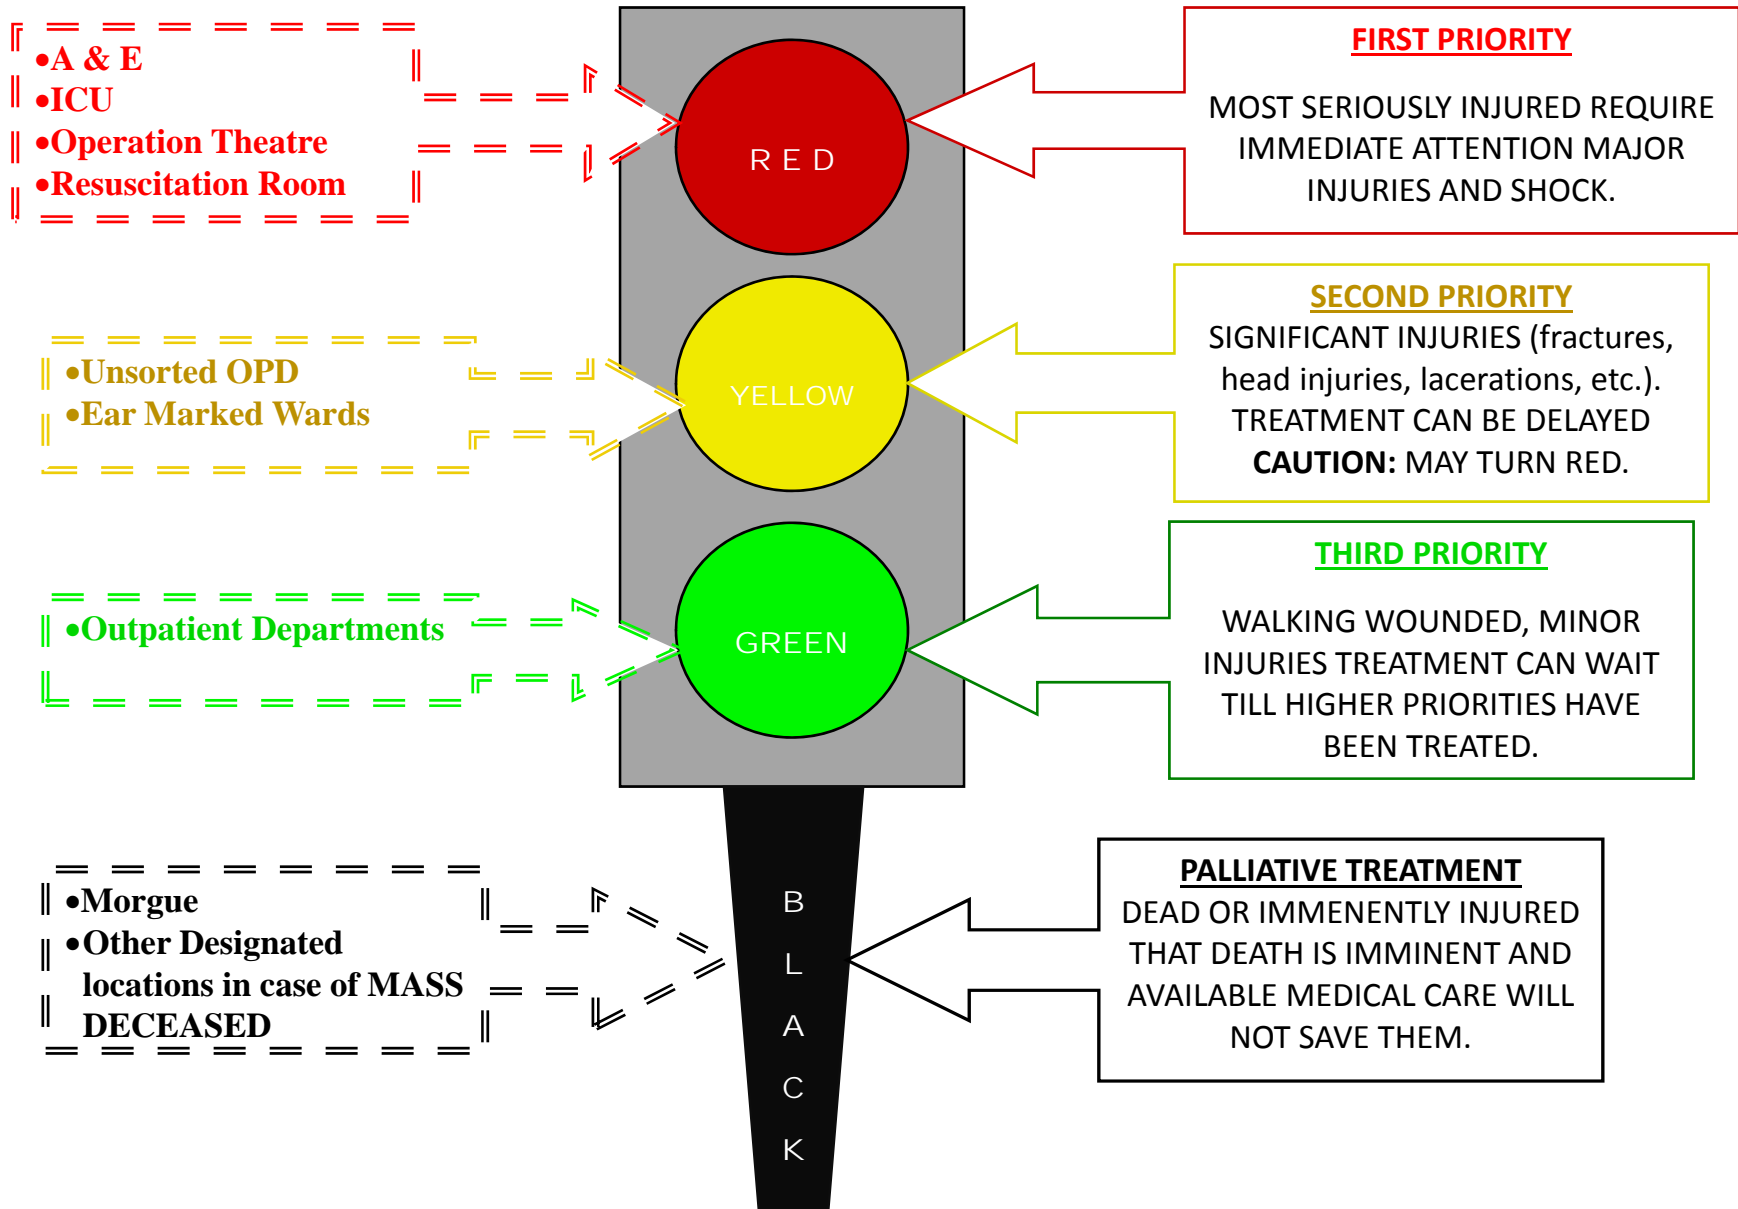 •A & E
•ICU
•Operation Theatre
•Resuscitation Room
RED
FIRST PRIORITY
MOST SERIOUSLY INJURED REQUIRE
IMMEDIATE ATTENTION MAJOR
INJURIES AND SHOCK.
•Unsorted OPD
•Ear Marked Wards
YELLOW
SECOND PRIORITY
SIGNIFICANT INJURIES (fractures,
head injuries, lacerations, etc.).
TREATMENT CAN BE DELAYED
CAUTION: MAY TURN RED.
•Outpatient Departments
GREEN
THIRD PRIORITY
WALKING WOUNDED, MINOR
INJURIES TREATMENT CAN WAIT
TILL HIGHER PRIORITIES HAVE
BEEN TREATED.
•Morgue
•Other Designated
locations in case of MASS
DECEASED
B
L
A
C
K
PALLIATIVE TREATMENT
DEAD OR IMMENENTLY INJURED
THAT DEATH IS IMMINENT AND
AVAILABLE MEDICAL CARE WILL
NOT SAVE THEM.